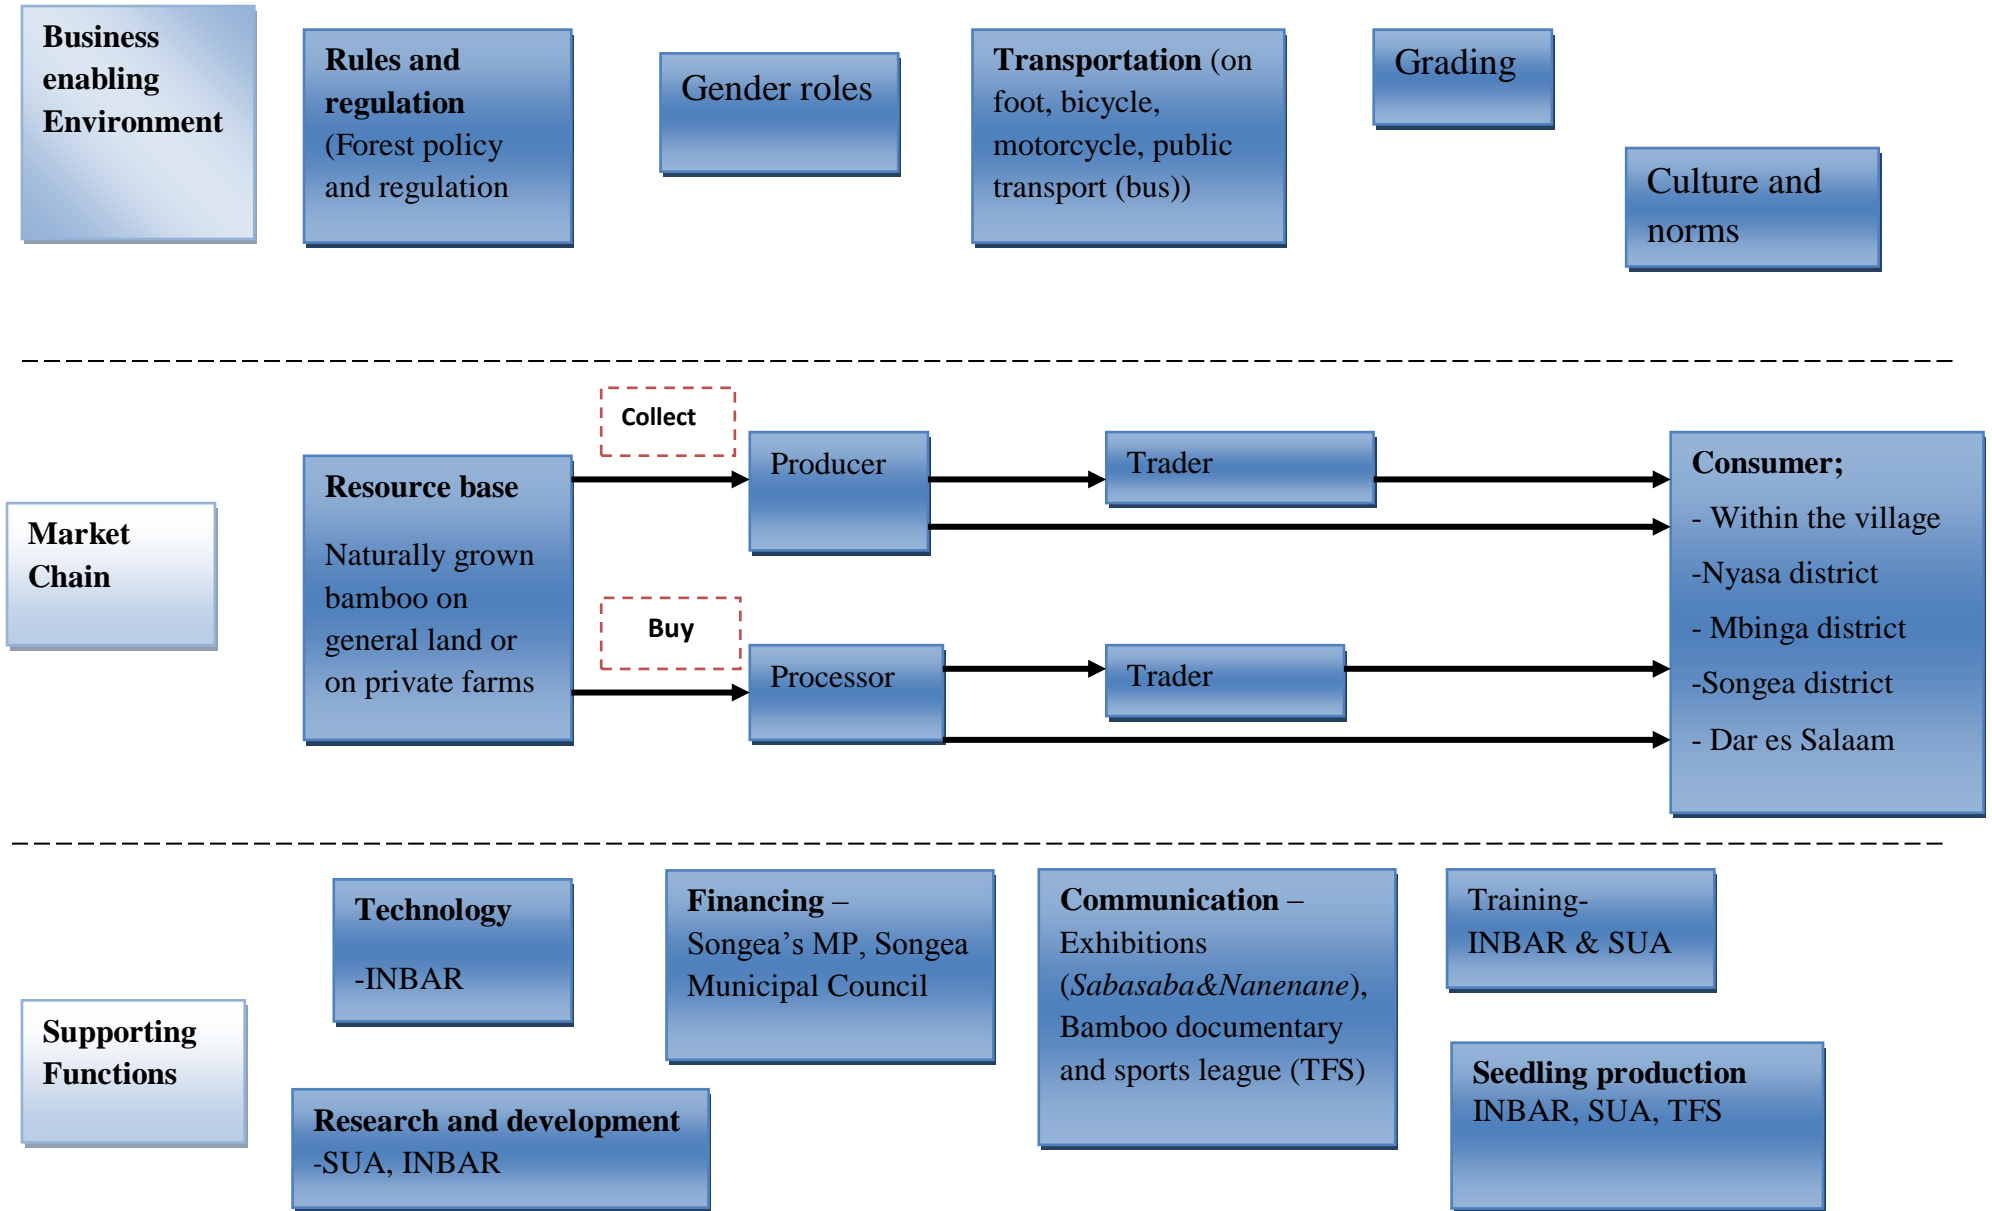 Business
enabling
Environment
Rules and
regulation
(Forest policy
and regulation
Gender roles
Transportation (on
foot, bicycle,
motorcycle, public
transport (bus))
Grading
Culture and
norms
Market
Chain
Resource base
Naturally grown
bamboo on
general land or
on private farms
Collect
Buy
Producer
Processor
Trader
Trader
Consumer;
- Within the village
-Nyasa district
- Mbinga district
-Songea district
- Dar es Salaam
Supporting
Functions
Technology
-INBAR
Research and development
-SUA, INBAR
Financing –
Songea’s MP, Songea
Municipal Council
Communication –
Exhibitions
(Sabasaba&Nanenane),
Bamboo documentary
and sports league (TFS)
Training-
INBAR & SUA
Seedling production
INBAR, SUA, TFS